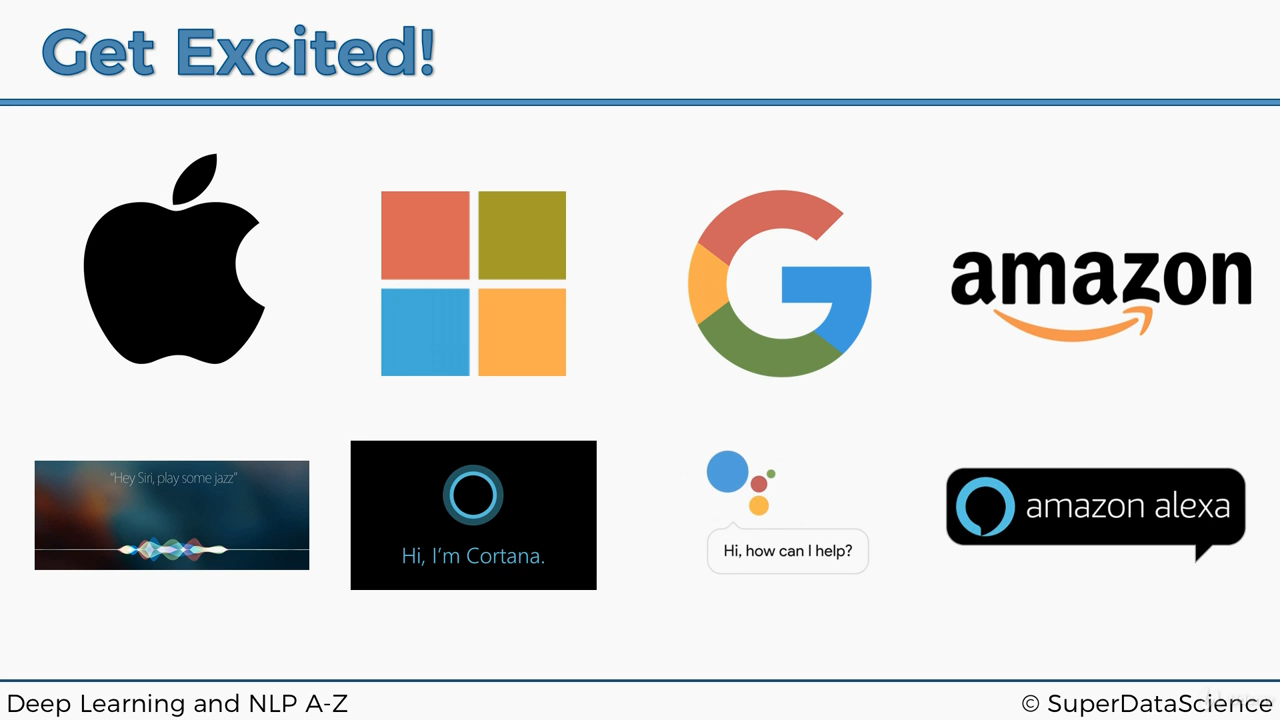 Get Excited!
amazon
"Hey Siri, play some jazz"
Hi, I'm Cortana.
Hi, how can I help?
amazon alexa
Deep Learning and NLP A-Z
© SuperDataScience